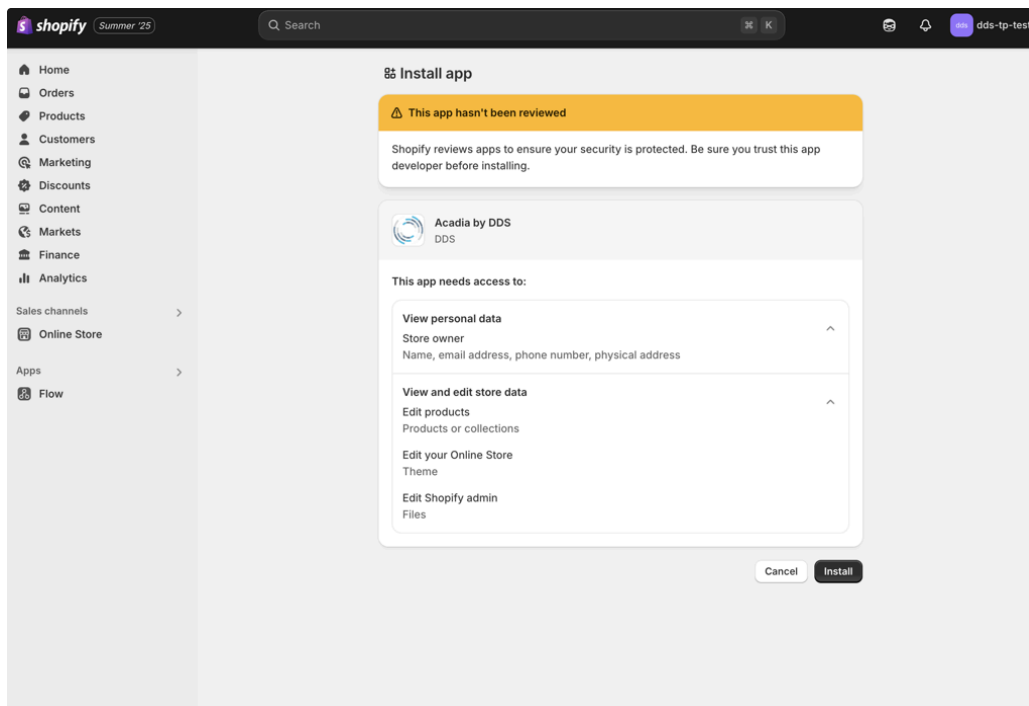 shopify Summer '25
Search
⌘ K
dds dds-tp-test
Home
Orders
Products
Customers
Marketing
Discounts
Content
Markets
Finance
Analytics
Sales channels
Online Store
Apps
Flow
Install app
This app hasn't been reviewed
Shopify reviews apps to ensure your security is protected. Be sure you trust this app
developer before installing.
Acadia by DDS
DDS
This app needs access to:
View personal data
Store owner
Name, email address, phone number, physical address
View and edit store data
Edit products
Products or collections
Edit your Online Store
Theme
Edit Shopify admin
Files
Cancel Install